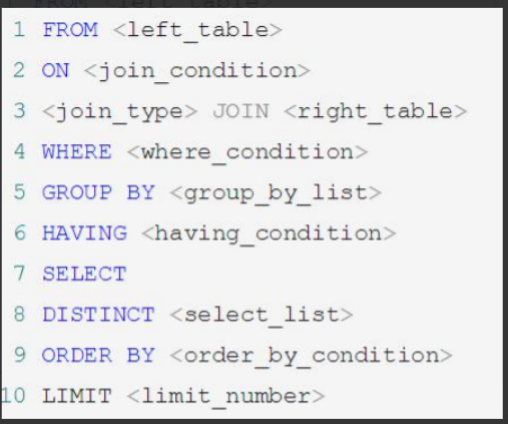 1 FROM <left_table>
2 ON <join_condition>
3 <join_type> JOIN <right_table>
4 WHERE <where_condition>
5 GROUP BY <group_by_list>
6 HAVING <having_condition>
7 SELECT
8 DISTINCT <select_list>
9 ORDER BY <order_by_condition>
10 LIMIT <limit_number>